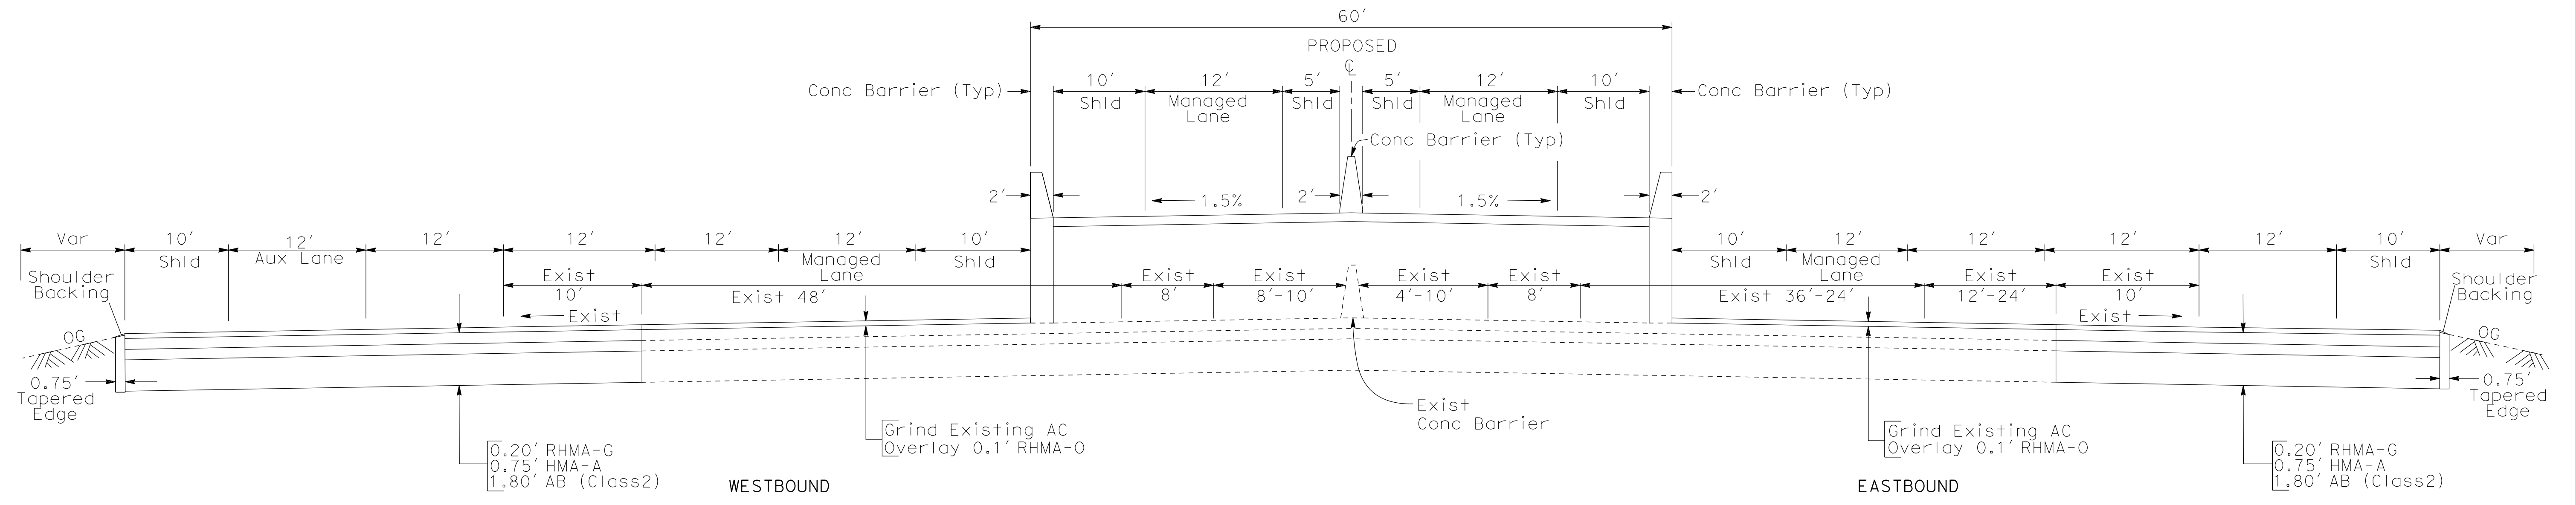 60'
PROPOSED
℄
Conc Barrier (Typ)
10'
Shld
12'
Managed
Lane
5'
Shld
5'
Shld
12'
Managed
Lane
10'
Shld
Conc Barrier (Typ)
Conc Barrier (Typ)
2'
1.5%
2'
1.5%
2'
Var
10'
Shld
12'
Aux Lane
12'
12'
12'
12'
Managed
Lane
10'
Shld
10'
Shld
12'
Managed
Lane
12'
12'
12'
10'
Shld
Var
Shoulder
Backing
Exist
10'
Exist 48'
Exist
8'
Exist
8'-10'
Exist
4'-10'
Exist
8'
Exist 36'-24'
Exist
12'-24'
Exist
10'
Shoulder
Backing
Exist
Exist
OG
OG
0.75'
Tapered
Edge
0.75'
Tapered
Edge
Exist
Conc Barrier
Grind Existing AC
Overlay 0.1' RHMA-O
Grind Existing AC
Overlay 0.1' RHMA-O
0.20' RHMA-G
0.75' HMA-A
1.80' AB (Class2)
0.20' RHMA-G
0.75' HMA-A
1.80' AB (Class2)
WESTBOUND
EASTBOUND